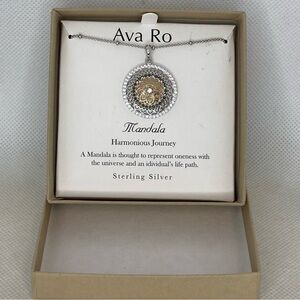 Ava Ro
Mandala
Harmonious Journey
A Mandala is thought to represent oneness with
the universe and an idividual's life path.
Sterling Silver